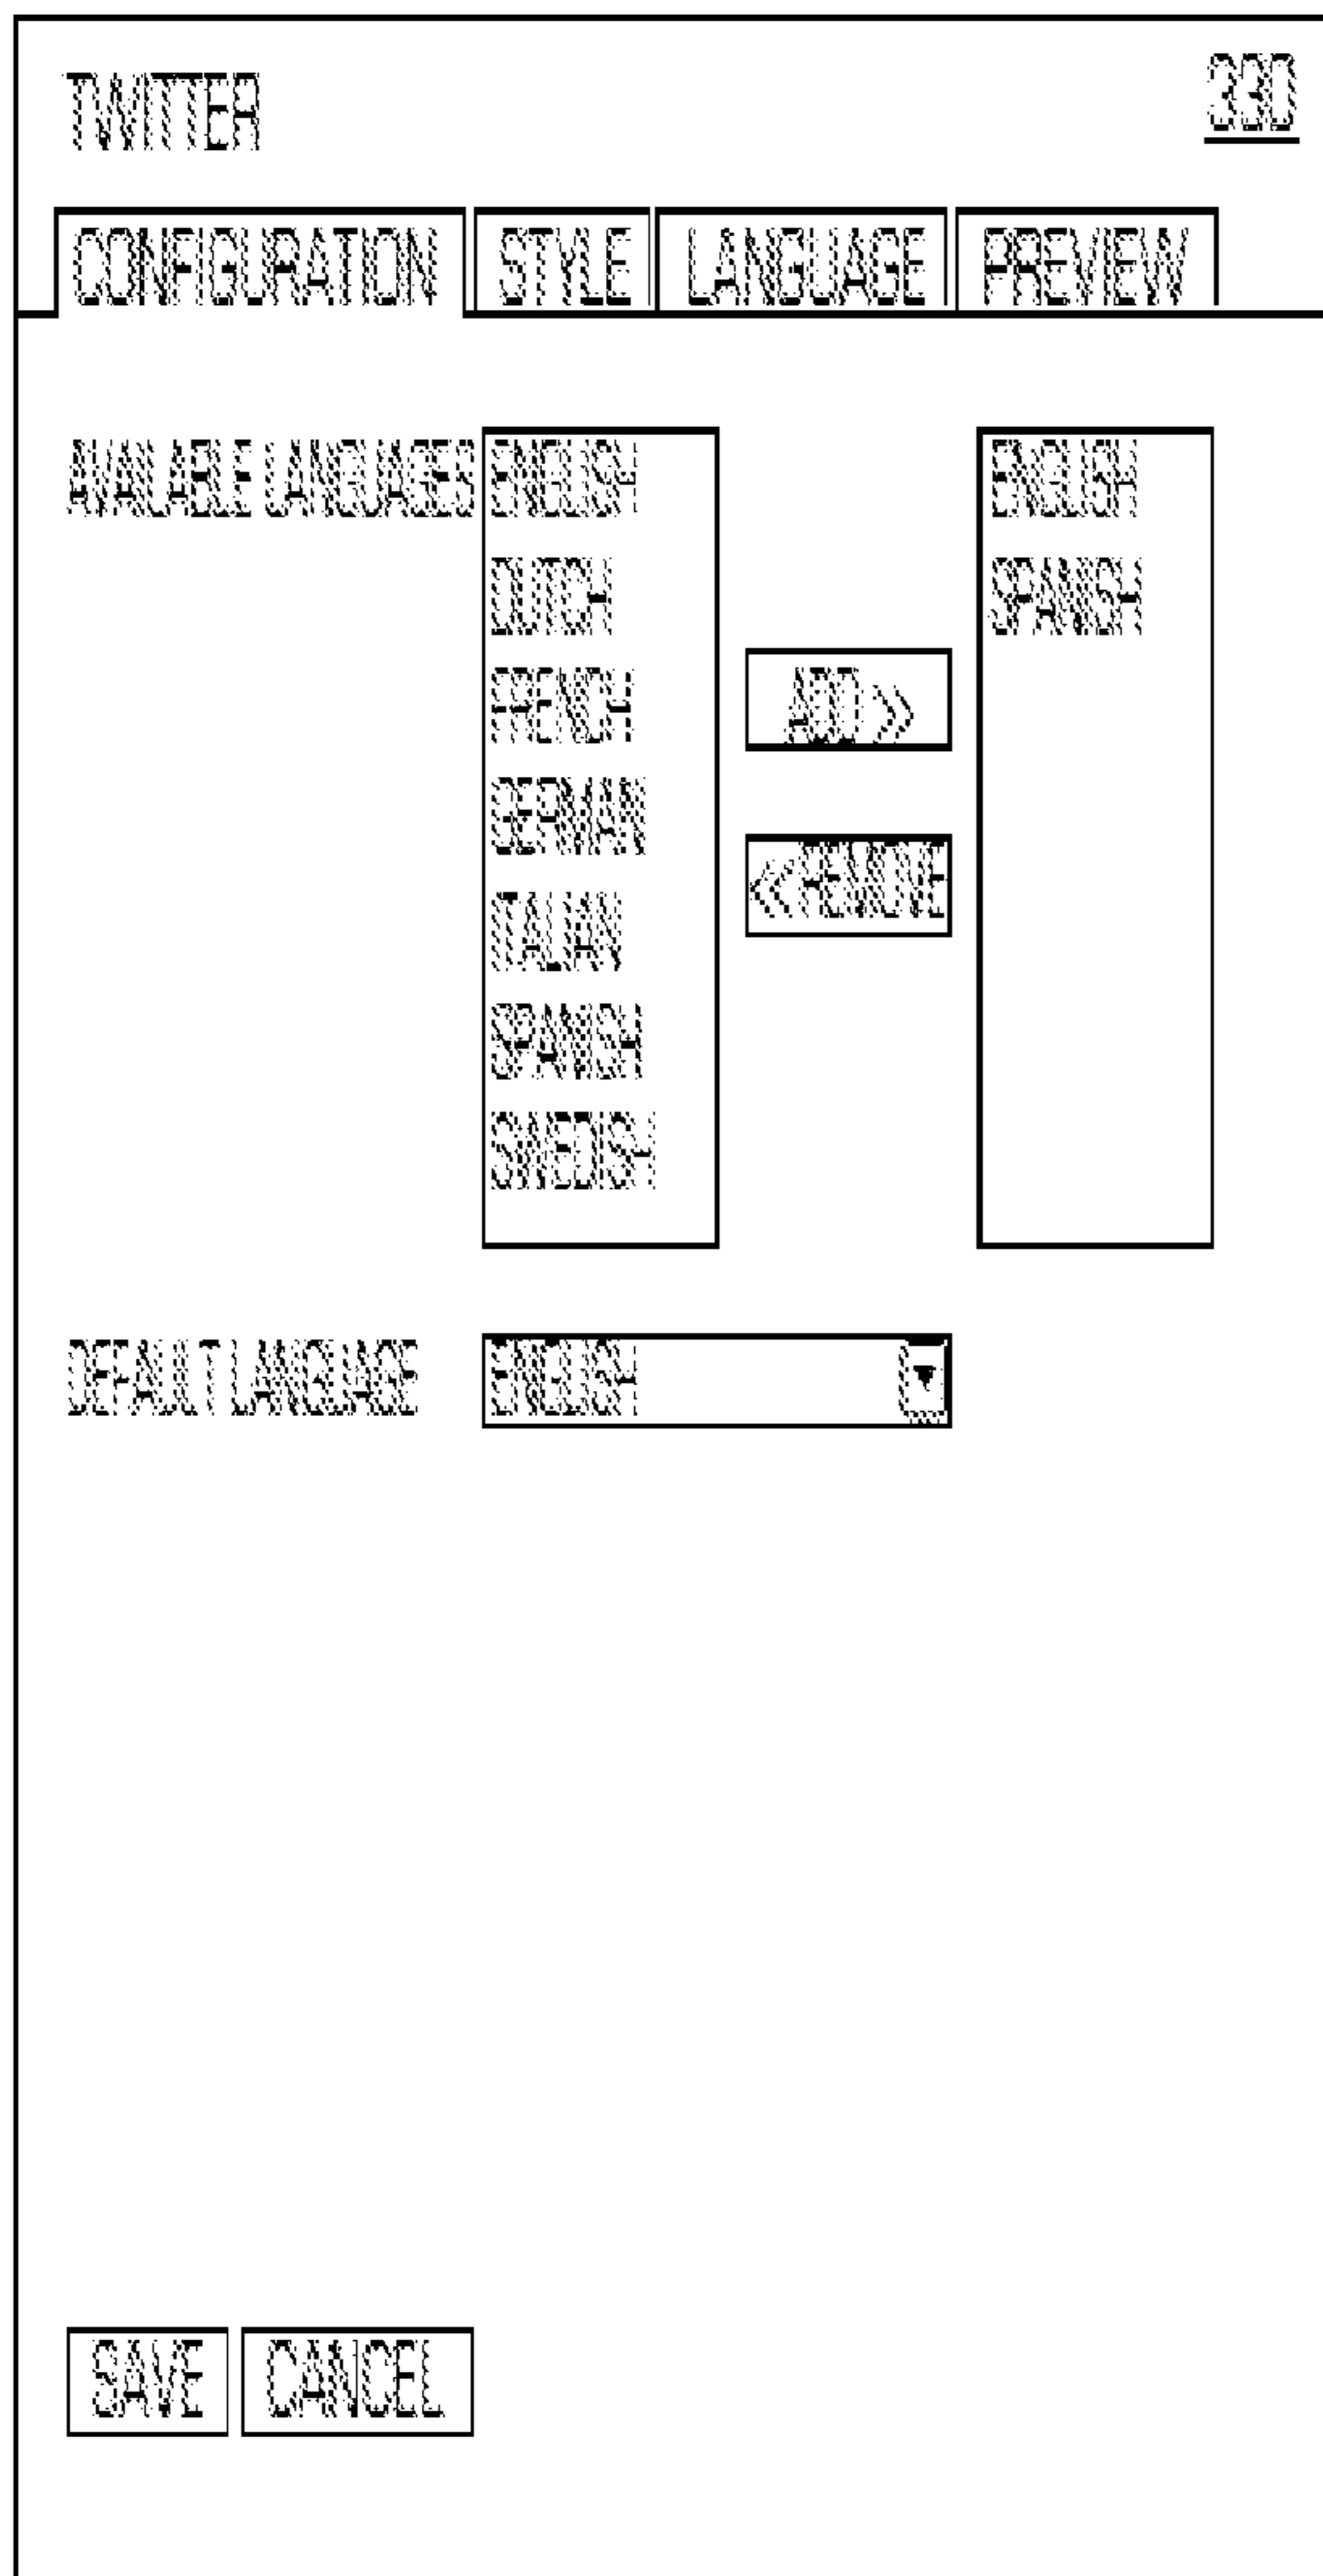 TWITTER 330
CONFIGURATION STYLE LANGUAGE PREVIEW
AVAILABLE LANGUAGES ENGLISH ENGLISH
DUTCH SPANISH
FRENCH ADD >>
GERMAN << REMOVE
ITALIAN
SPANISH
SWEDISH
DEFAULT LANGUAGE ENGLISH
SAVE CANCEL